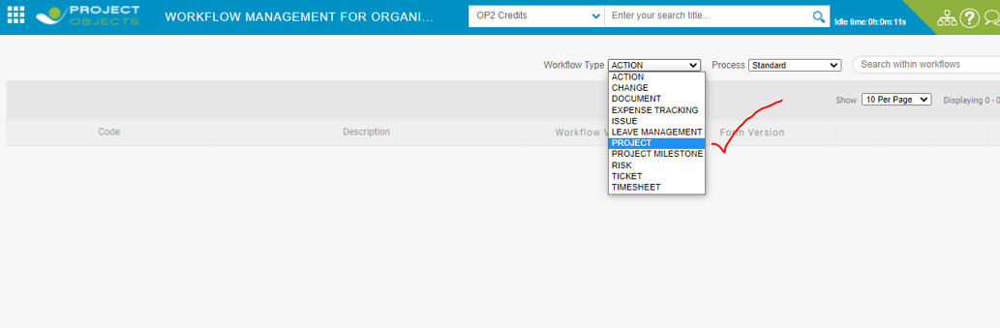 PROJECT
OBJECTS
WORKFLOW MANAGEMENT FOR ORGANI...
OP2 Credits
Enter your search title...
Idle time:0h:0m:11s
Workflow Type
ACTION
Process
Standard
Search within workflows
ACTION
CHANGE
DOCUMENT
EXPENSE TRACKING
ISSUE
LEAVE MANAGEMENT
PROJECT
PROJECT MILESTONE
RISK
TICKET
TIMESHEET
Show
10 Per Page
Displaying 0 - 0
Code
Description
Workflow V
Form Version